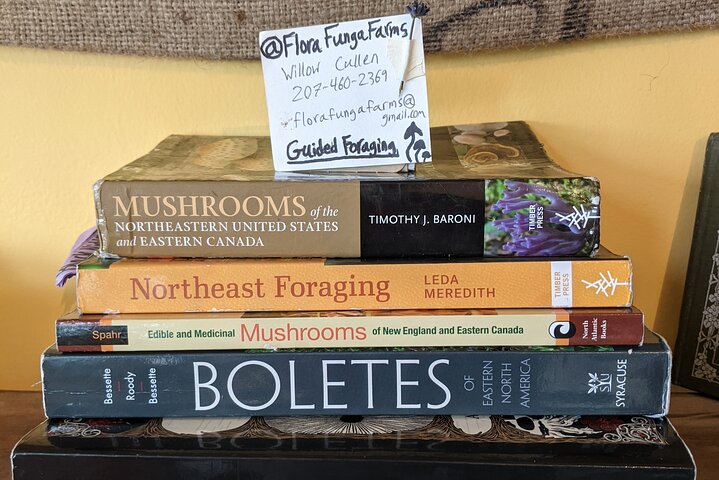 @FloraFungaFarms
Willow Cullen
207-460-2369
florafungafarms@
gmail.com
Guided Foraging
MUSHROOMS of the
NORTHEASTERN UNITED STATES
and EASTERN CANADA
TIMOTHY J. BARONI
TIMBER
PRESS
Northeast Foraging
LEDA
MEREDITH
TIMBER
PRESS
Spahr
Edible and Medicinal Mushrooms of New England and Eastern Canada
North
Atlantic
Books
Bessette
Roody
Bessette
BOLETES
OF
EASTERN
NORTH
AMERICA
SYRACUSE